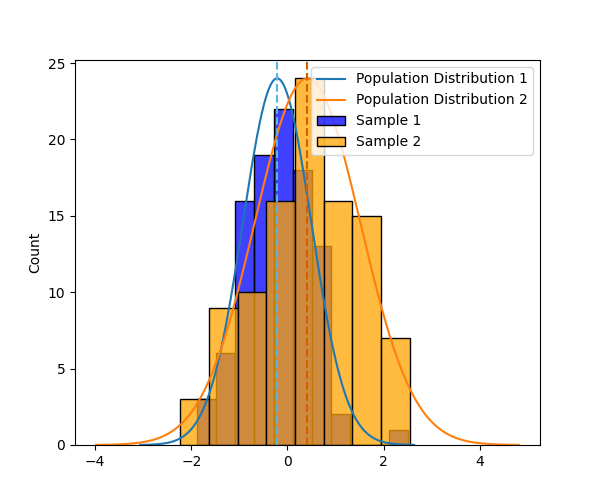 Population Distribution 1
Population Distribution 2
Sample 1
Sample 2
25
20
15
10
5
0
Count
−4
−2
0
2
4